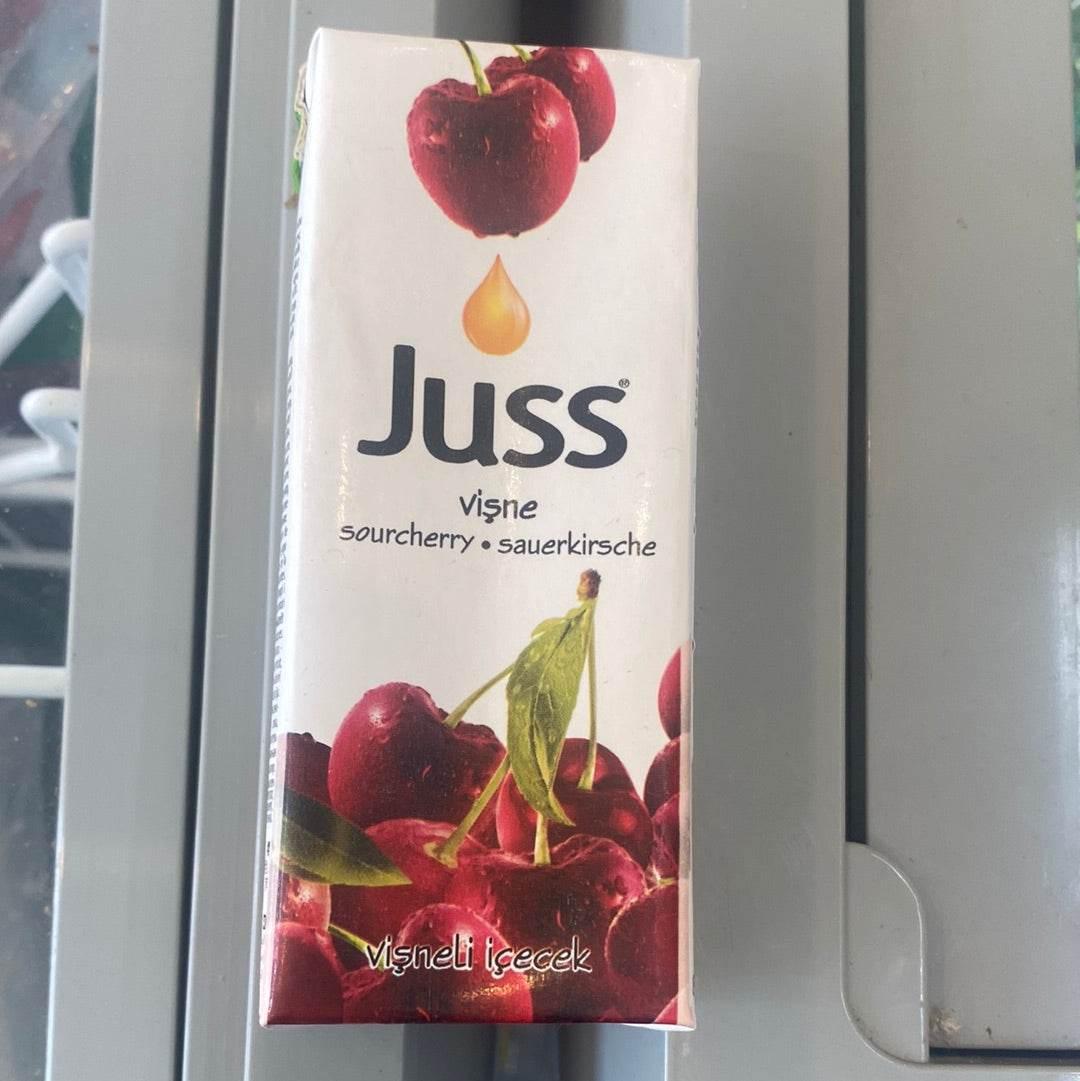 Juss®
vişne
sourcherry • sauerkirsche
vişneli içecek